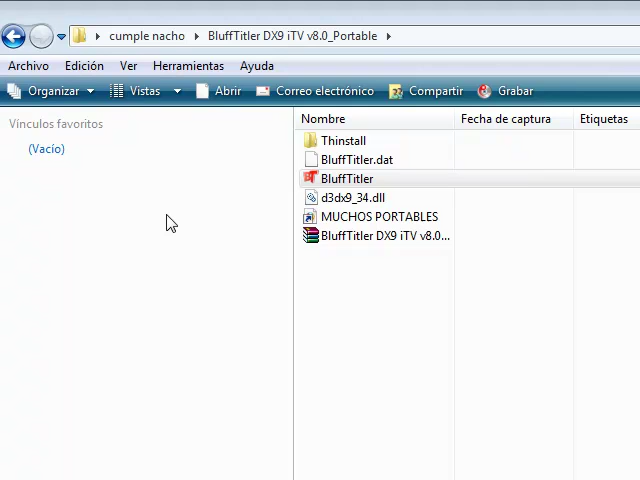 cumple nacho BluffTitler DX9 iTV v8.0_Portable
Archivo Edición Ver Herramientas Ayuda
Organizar Vistas Abrir Correo electrónico Compartir Grabar
Vínculos favoritos
(Vacío)
Nombre Fecha de captura Etiquetas
Thinstall
BluffTitler.dat
BT BluffTitler
d3dx9_34.dll
MUCHOS PORTABLES
BluffTitler DX9 iTV v8.0...